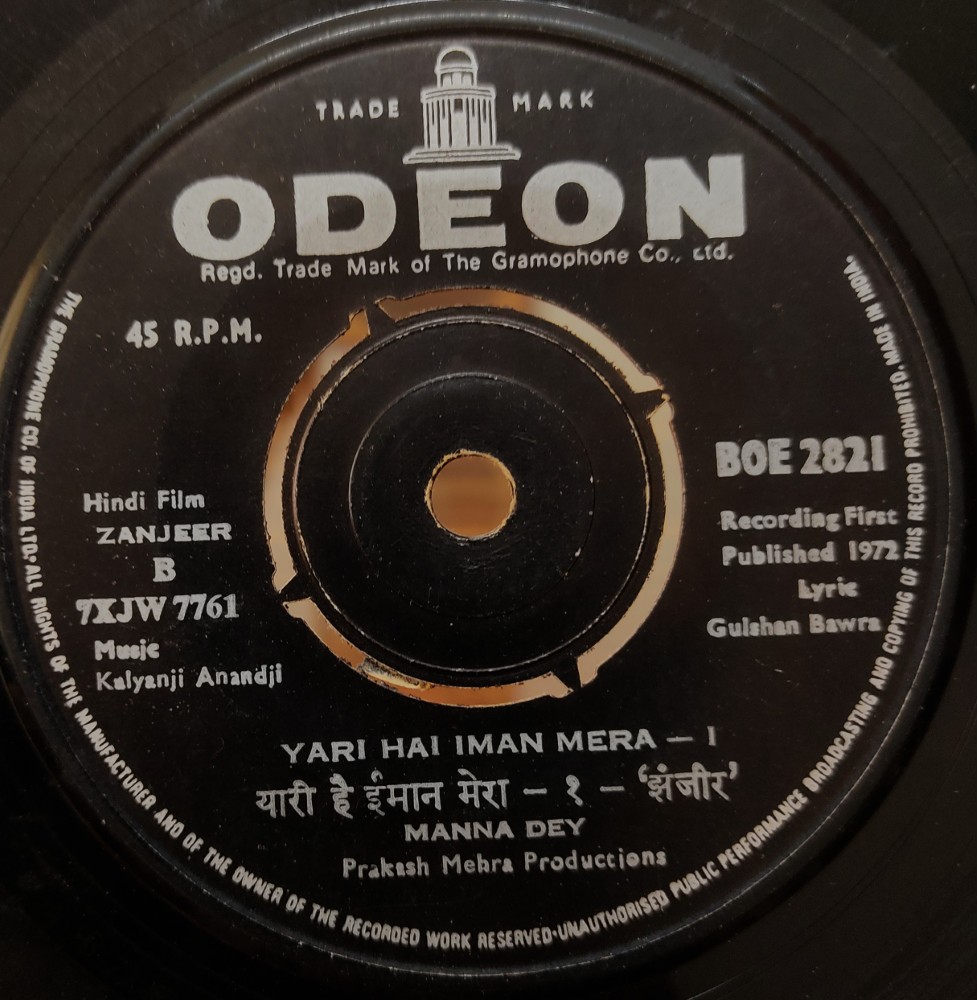 TRADE MARK
ODEON
Regd. Trade Mark of The Gramophone Co., Ltd.
45 R.P.M.
BOE 2821
Hindi Film
ZANJEER
B
7XJW 7761
Music
Kalyanji Anandji
Recording First
Published 1972
Lyric
Gulshan Bawra
YARI HAI IMAN MERA — 1
यारी है ईमान मेरा — १ — ‘झंजीर’
MANNA DEY
Prakash Mehra Productions
THE GRAMOPHONE CO. OF INDIA LTD·ALL RIGHTS OF THE MANUFACTURER AND OF THE OWNER OF THE RECORDED WORK RESERVED·UNAUTHORISED PUBLIC PERFORMANCE BROADCASTING AND COPYING OF THIS RECORD PROHIBITED. MADE IN INDIA.